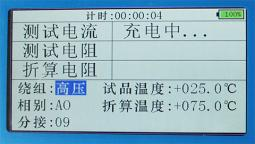 计时:00:00:04 100%
测试电流 充电中...
测试电阻
折算电阻
绕组:高压 试品温度:+025.0℃
相别:AO 折算温度:+075.0℃
分接:09